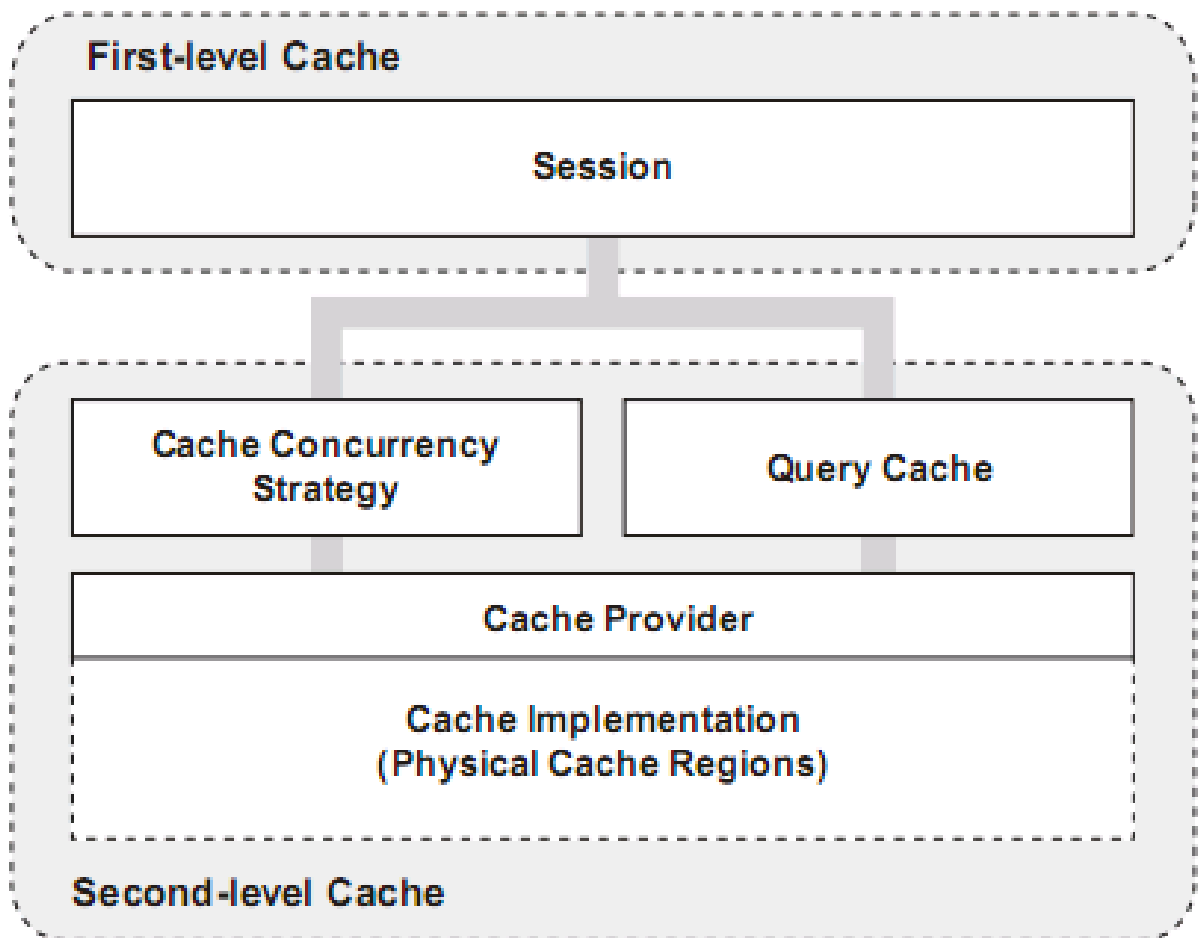 First-level Cache
Session
Cache Concurrency
Strategy
Query Cache
Cache Provider
Cache Implementation
(Physical Cache Regions)
Second-level Cache